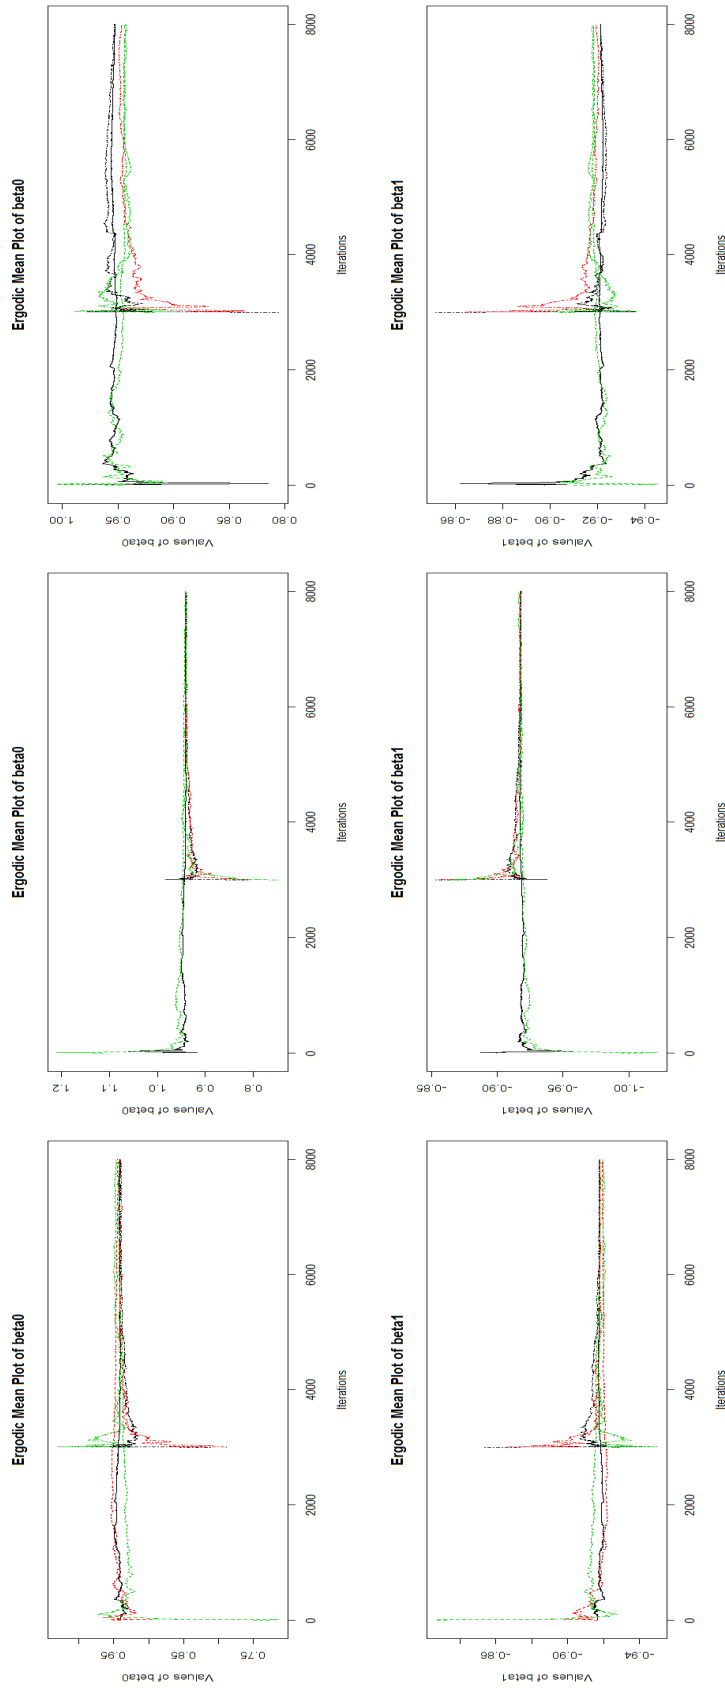 Ergodic Mean Plot of beta0
Values of beta0
0.95
0.85
0.75
0 2000 4000 6000 8000
Iterations
Ergodic Mean Plot of beta0
Values of beta0
1.2
1.1
1.0
0.9
0.8
0 2000 4000 6000 8000
Iterations
Ergodic Mean Plot of beta0
Values of beta0
1.00
0.95
0.90
0.85
0.80
0 2000 4000 6000 8000
Iterations
Ergodic Mean Plot of beta1
Values of beta1
-0.86
-0.90
-0.94
0 2000 4000 6000 8000
Iterations
Ergodic Mean Plot of beta1
Values of beta1
-0.85
-0.90
-0.95
-1.00
0 2000 4000 6000 8000
Iterations
Ergodic Mean Plot of beta1
Values of beta1
-0.86
-0.88
-0.90
-0.92
-0.94
0 2000 4000 6000 8000
Iterations